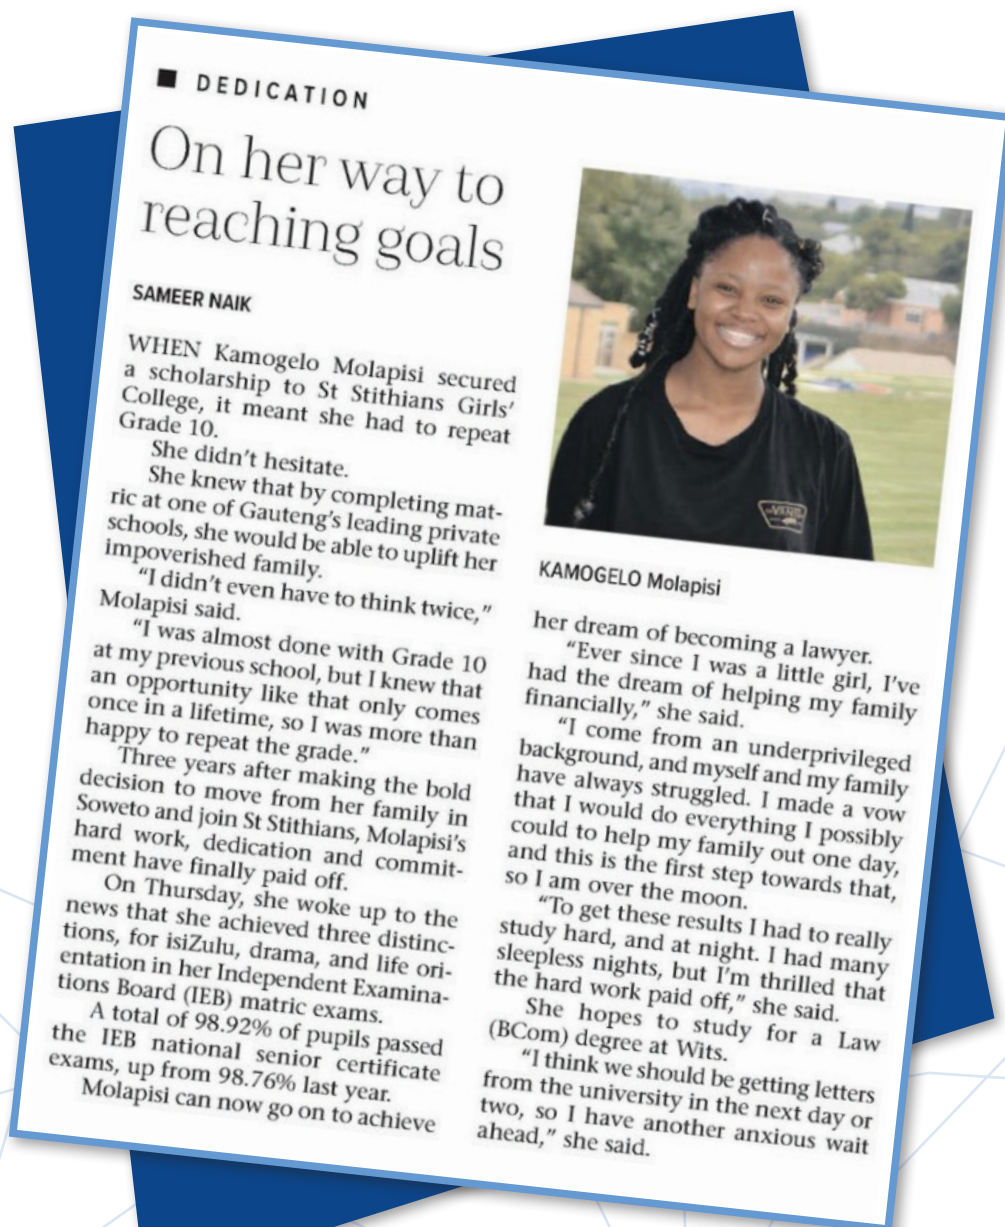 ■ DEDICATION
On her way to
reaching goals
SAMEER NAIK
WHEN Kamogelo Molapisi secured
a scholarship to St Stithians Girls'
College, it meant she had to repeat
Grade 10.
She didn't hesitate.
She knew that by completing mat-
ric at one of Gauteng's leading private
schools, she would be able to uplift her
impoverished family.
"I didn't even have to think twice,"
Molapisi said.
"I was almost done with Grade 10
at my previous school, but I knew that
an opportunity like that only comes
once in a lifetime, so I was more than
happy to repeat the grade."
Three years after making the bold
decision to move from her family in
Soweto and join St Stithians, Molapisi's
hard work, dedication and commit-
ment have finally paid off.
On Thursday, she woke up to the
news that she achieved three distinc-
tions, for isiZulu, drama, and life ori-
entation in her Independent Examina-
tions Board (IEB) matric exams.
A total of 98.92% of pupils passed
the IEB national senior certificate
exams, up from 98.76% last year.
Molapisi can now go on to achieve
KAMOGELO Molapisi
her dream of becoming a lawyer.
"Ever since I was a little girl, I've
had the dream of helping my family
financially," she said.
"I come from an underprivileged
background, and myself and my family
have always struggled. I made a vow
that I would do everything I possibly
could to help my family out one day,
and this is the first step towards that,
so I am over the moon.
"To get these results I had to really
study hard, and at night. I had many
sleepless nights, but I'm thrilled that
the hard work paid off," she said.
She hopes to study for a Law
(BCom) degree at Wits.
"I think we should be getting letters
from the university in the next day or
two, so I have another anxious wait
ahead," she said.